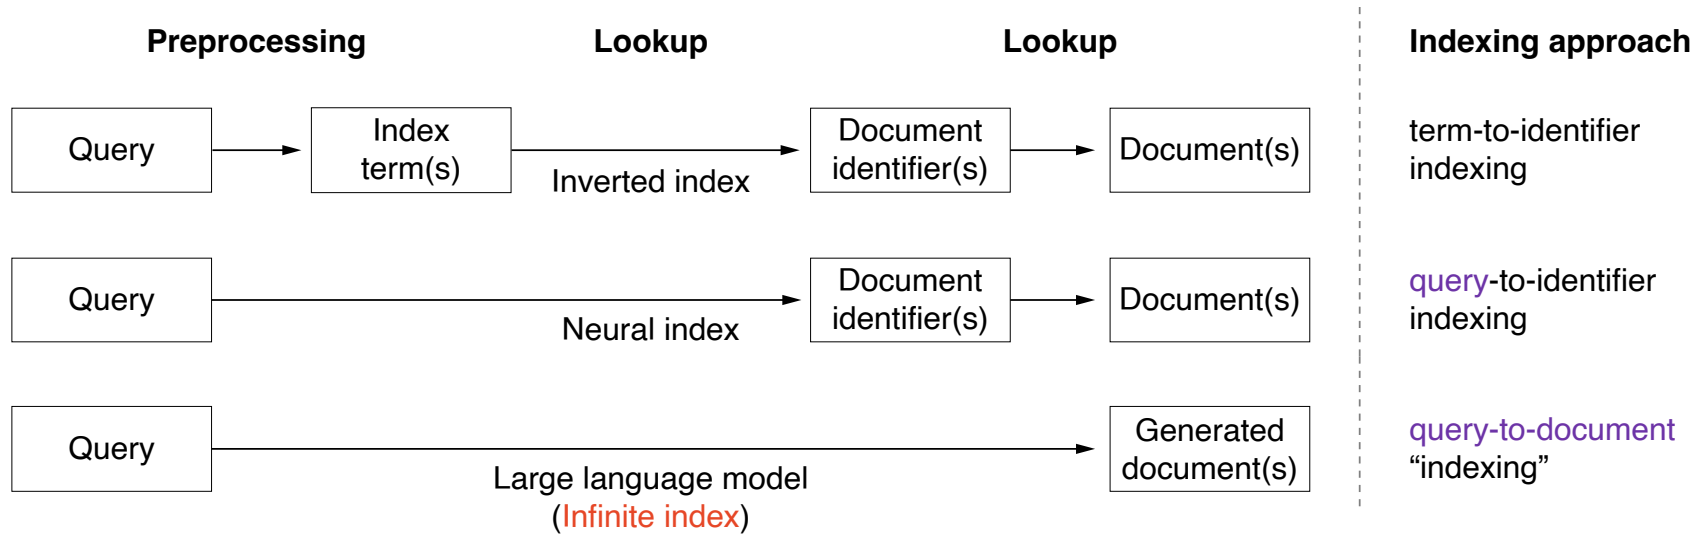 Preprocessing Lookup Lookup Indexing approach
Query
Index
term(s)
Inverted index
Document
identifier(s)
Document(s)
term-to-identifier
indexing
Query
Neural index
Document
identifier(s)
Document(s)
query-to-identifier
indexing
Query
Large language model
(Infinite index)
Generated
document(s)
query-to-document
“indexing”